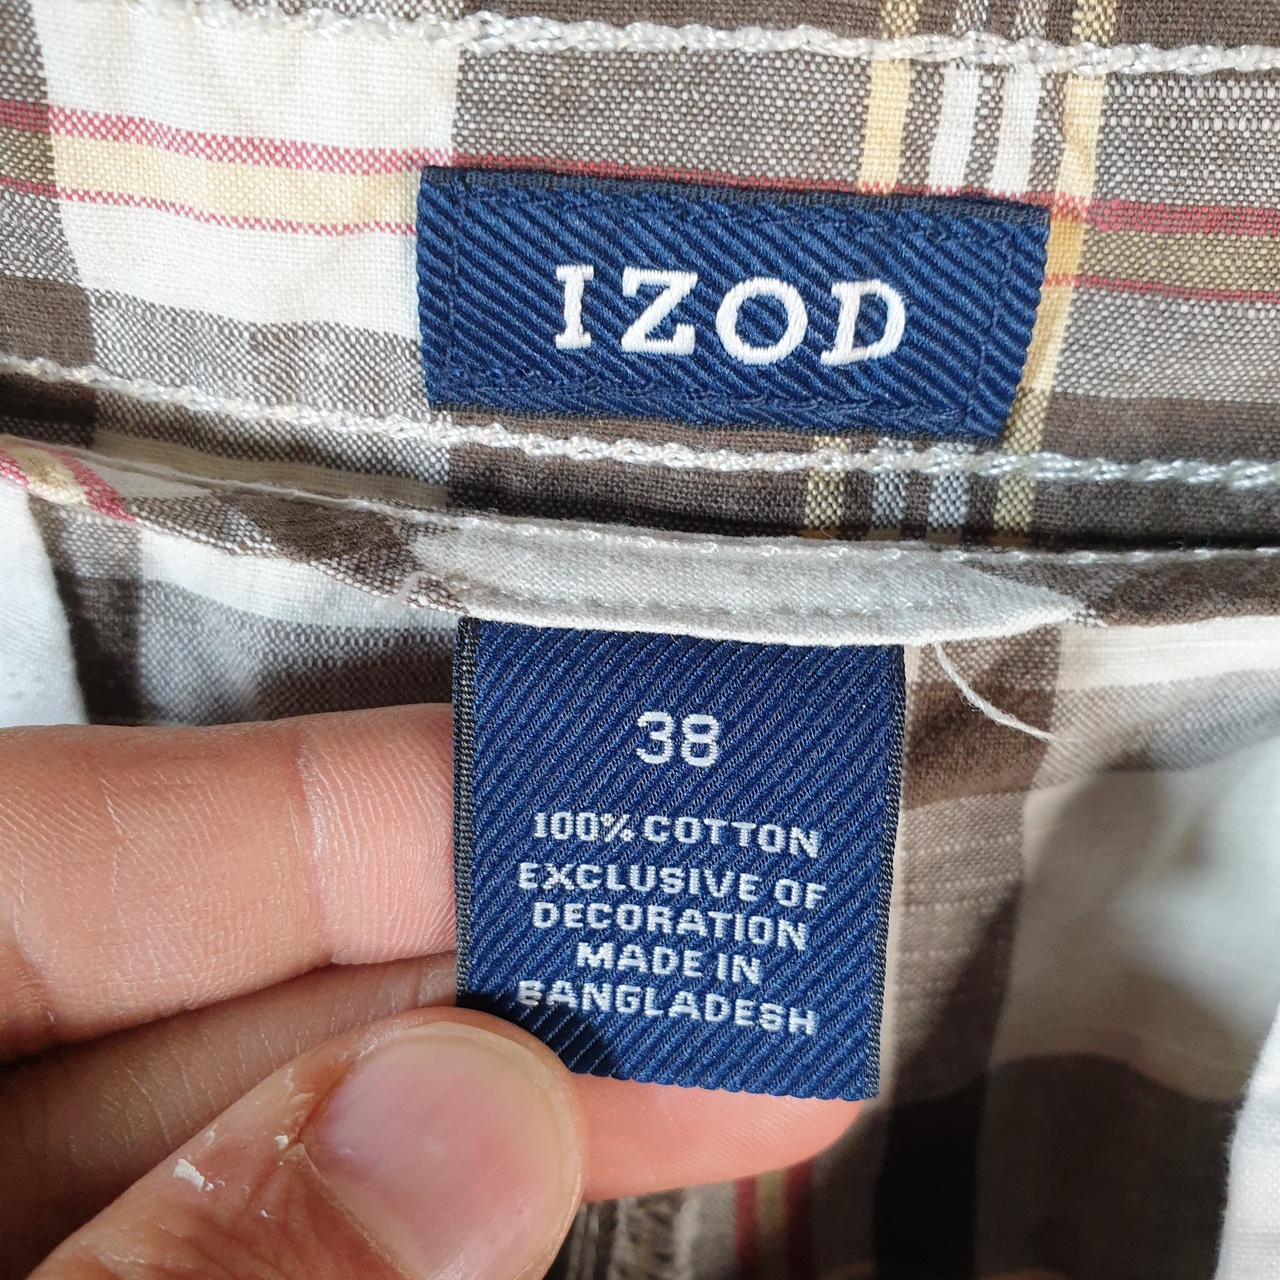 IZOD
38
100% COTTON
EXCLUSIVE OF
DECORATION
MADE IN
BANGLADESH